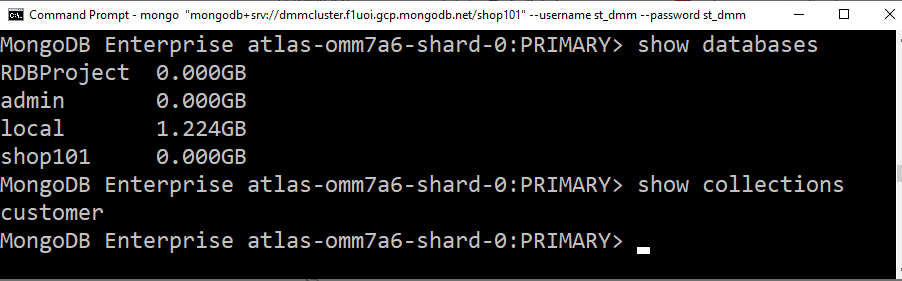 Command Prompt - mongo "mongodb+srv://dmmcluster.f1uoi.gcp.mongodb.net/shop101" --username st_dmm --password st_dmm
MongoDB Enterprise atlas-omm7a6-shard-0:PRIMARY> show databases
RDBProject  0.000GB
admin       0.000GB
local       1.224GB
shop101     0.000GB
MongoDB Enterprise atlas-omm7a6-shard-0:PRIMARY> show collections
customer
MongoDB Enterprise atlas-omm7a6-shard-0:PRIMARY>